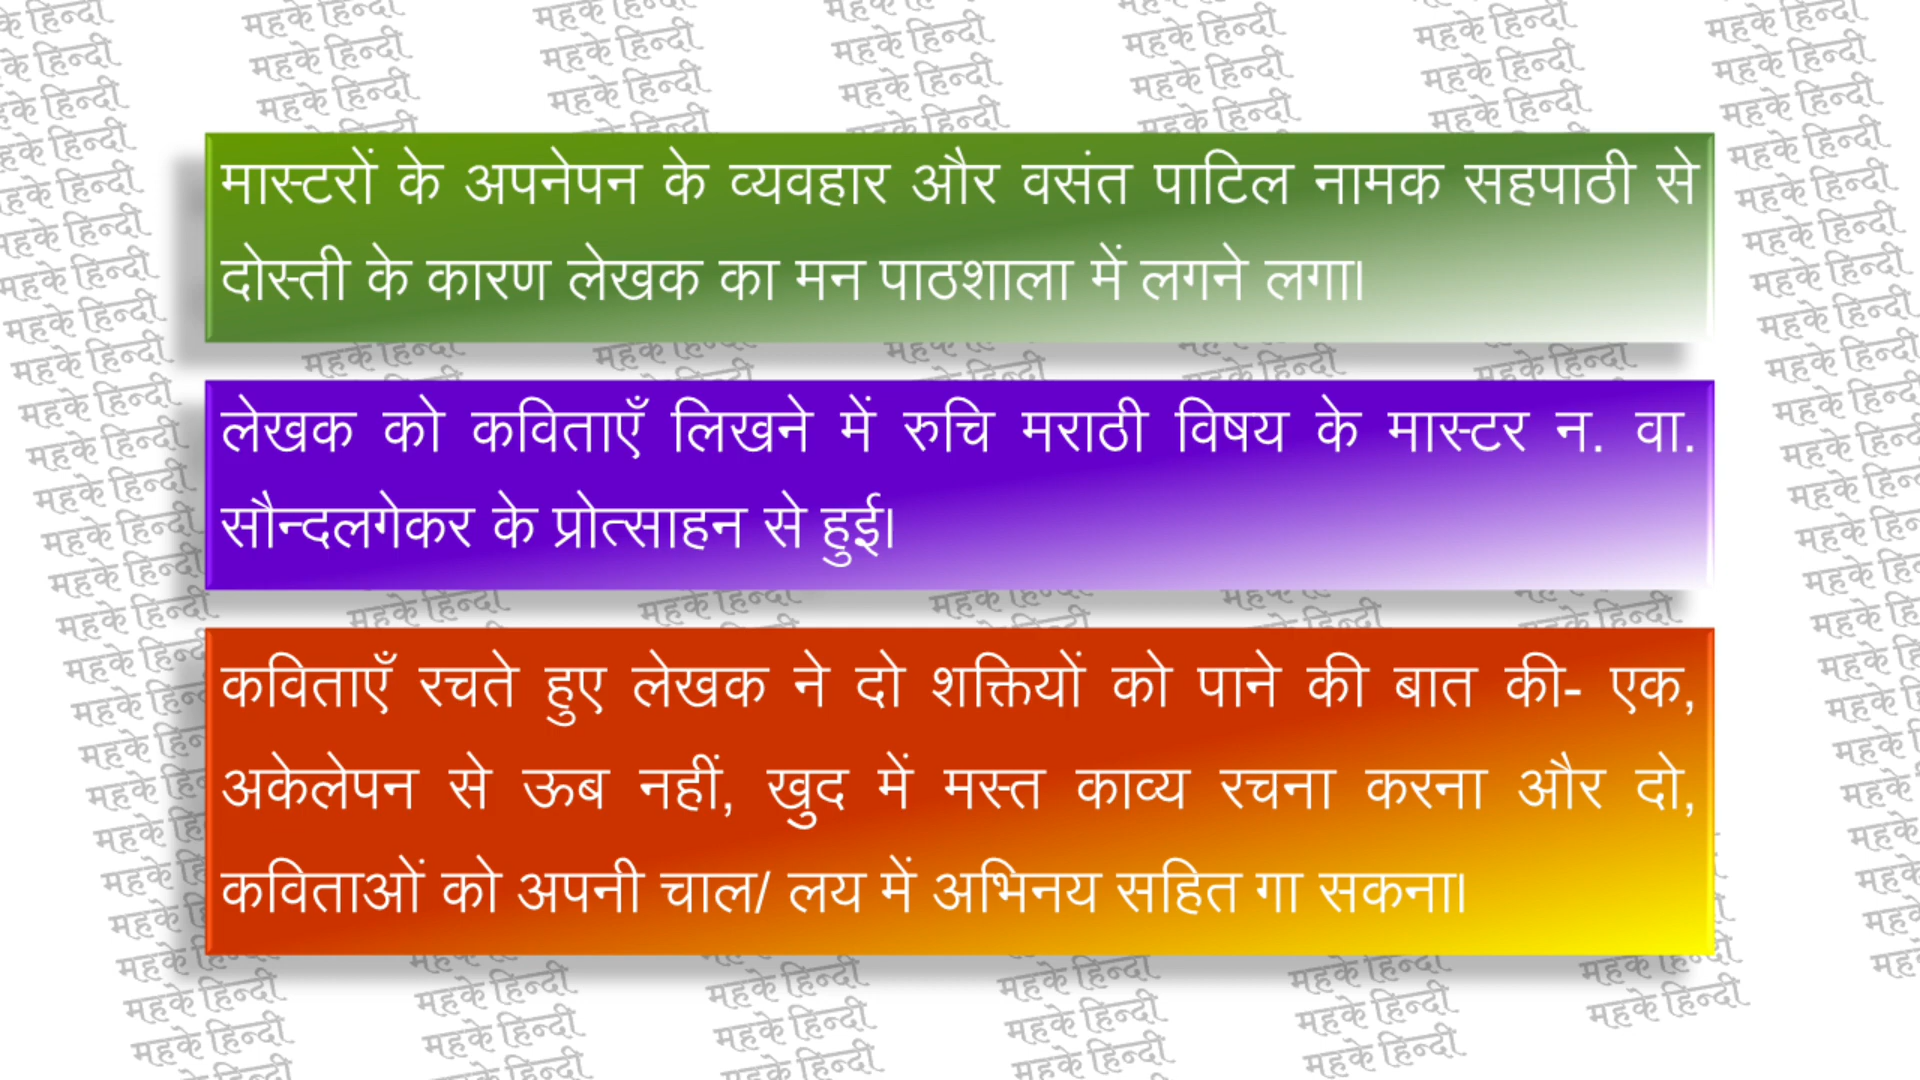 मास्टरों के अपनेपन के व्यवहार और वसंत पाटिल नामक सहपाठी से
दोस्ती के कारण लेखक का मन पाठशाला में लगने लगा।
लेखक को कविताएँ लिखने में रुचि मराठी विषय के मास्टर न. वा.
सौन्दलगेकर के प्रोत्साहन से हुई।
कविताएँ रचते हुए लेखक ने दो शक्तियों को पाने की बात की- एक,
अकेलेपन से ऊब नहीं, खुद में मस्त काव्य रचना करना और दो,
कविताओं को अपनी चाल/ लय में अभिनय सहित गा सकना।
महके हिन्दी